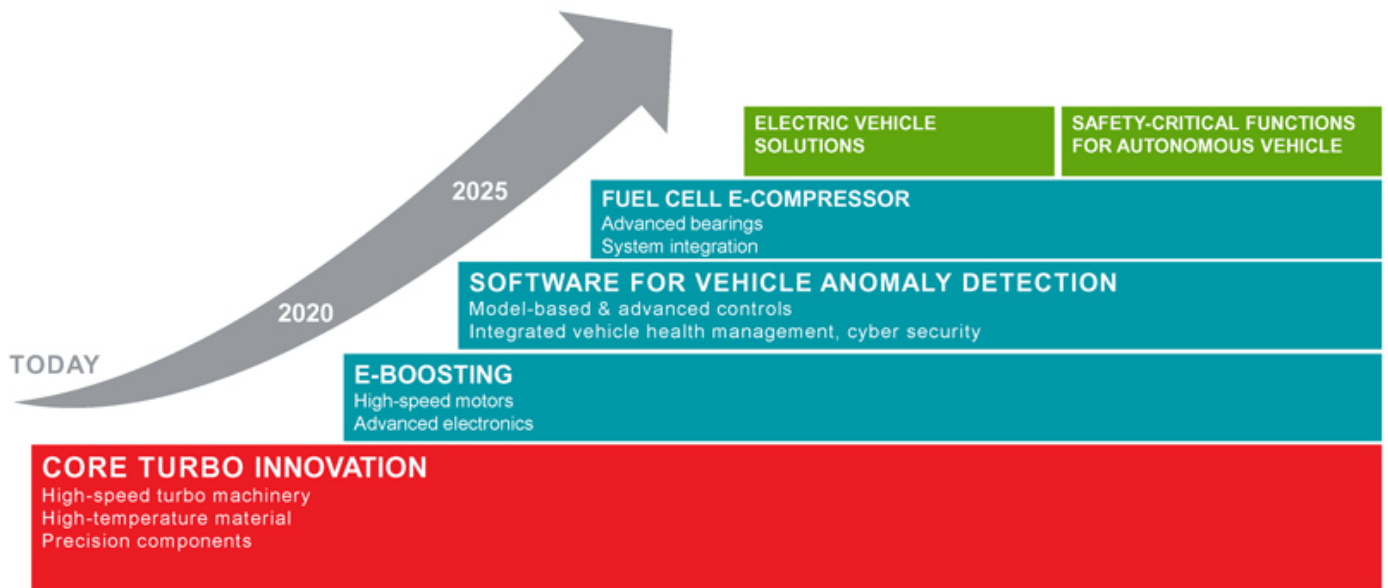 ELECTRIC VEHICLE
SOLUTIONS
SAFETY-CRITICAL FUNCTIONS
FOR AUTONOMOUS VEHICLE
2025
FUEL CELL E-COMPRESSOR
Advanced bearings
System integration
SOFTWARE FOR VEHICLE ANOMALY DETECTION
Model-based & advanced controls
Integrated vehicle health management, cyber security
2020
TODAY
E-BOOSTING
High-speed motors
Advanced electronics
CORE TURBO INNOVATION
High-speed turbo machinery
High-temperature material
Precision components